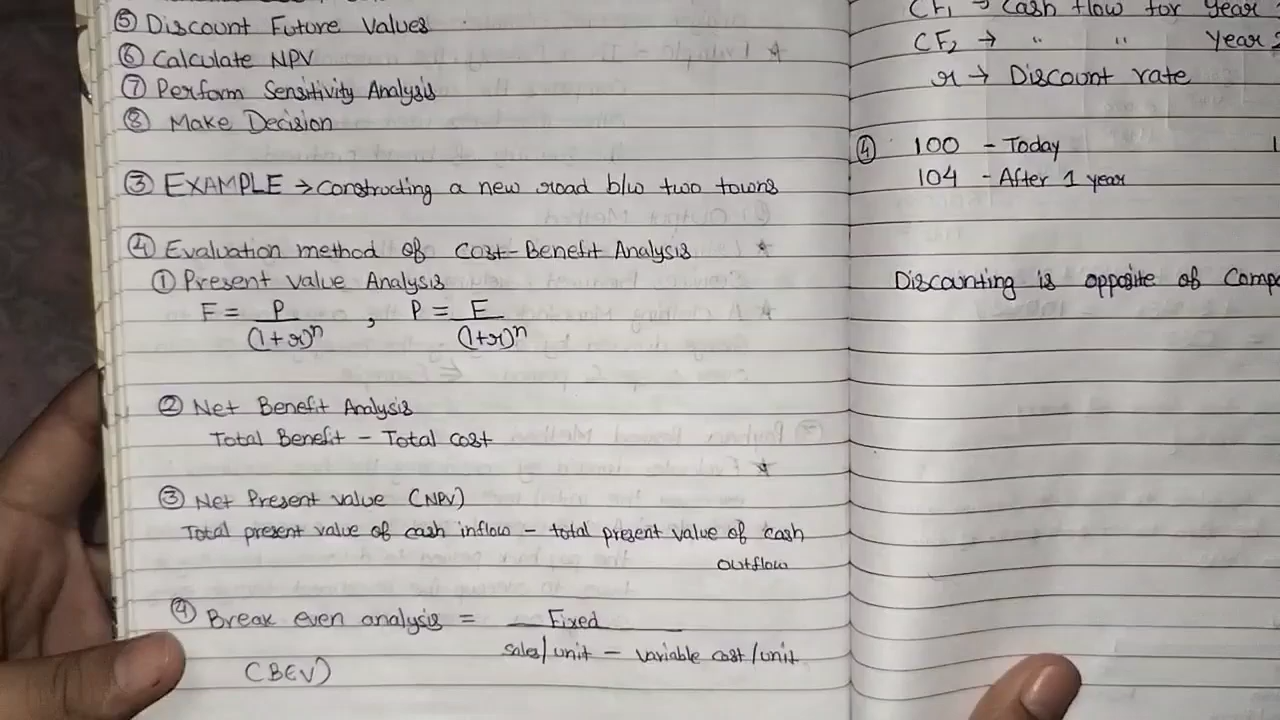 ⑤ Discount Future Values
⑥ Calculate NPV
⑦ Perform Sensitivity Analysis
⑧ Make Decision
③ EXAMPLE → Constructing a new road b/w two towns
④ Evaluation method of Cost-Benefit Analysis
① Present Value Analysis
F = P/(1+r)^n , P = F/(1+r)^n
② Net Benefit Analysis
Total Benefit - Total cost
③ Net Present value (NPV)
Total present value of cash inflow - total present value of cash
outflow
④ Break even analysis = Fixed / sales/unit - variable cost/unit
(BEV)
CF₁ → Cash flow for Year
CF₂ → " " Year
r → Discount rate
④ 100 - Today
104 - After 1 year
Discounting is opposite of